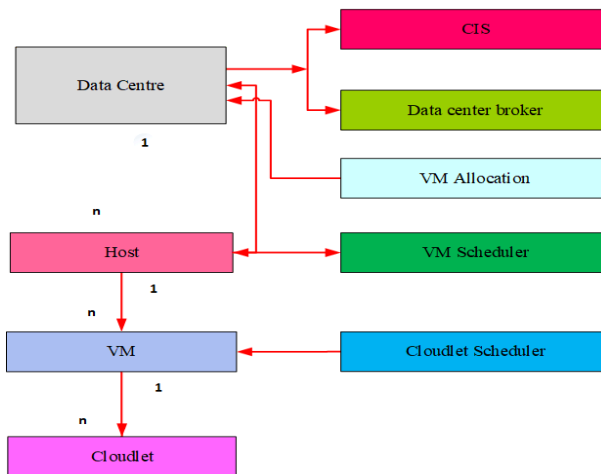 CIS
Data Centre
Data center broker
1
VM Allocation
n
Host
VM Scheduler
1
n
VM
Cloudlet Scheduler
1
n
Cloudlet